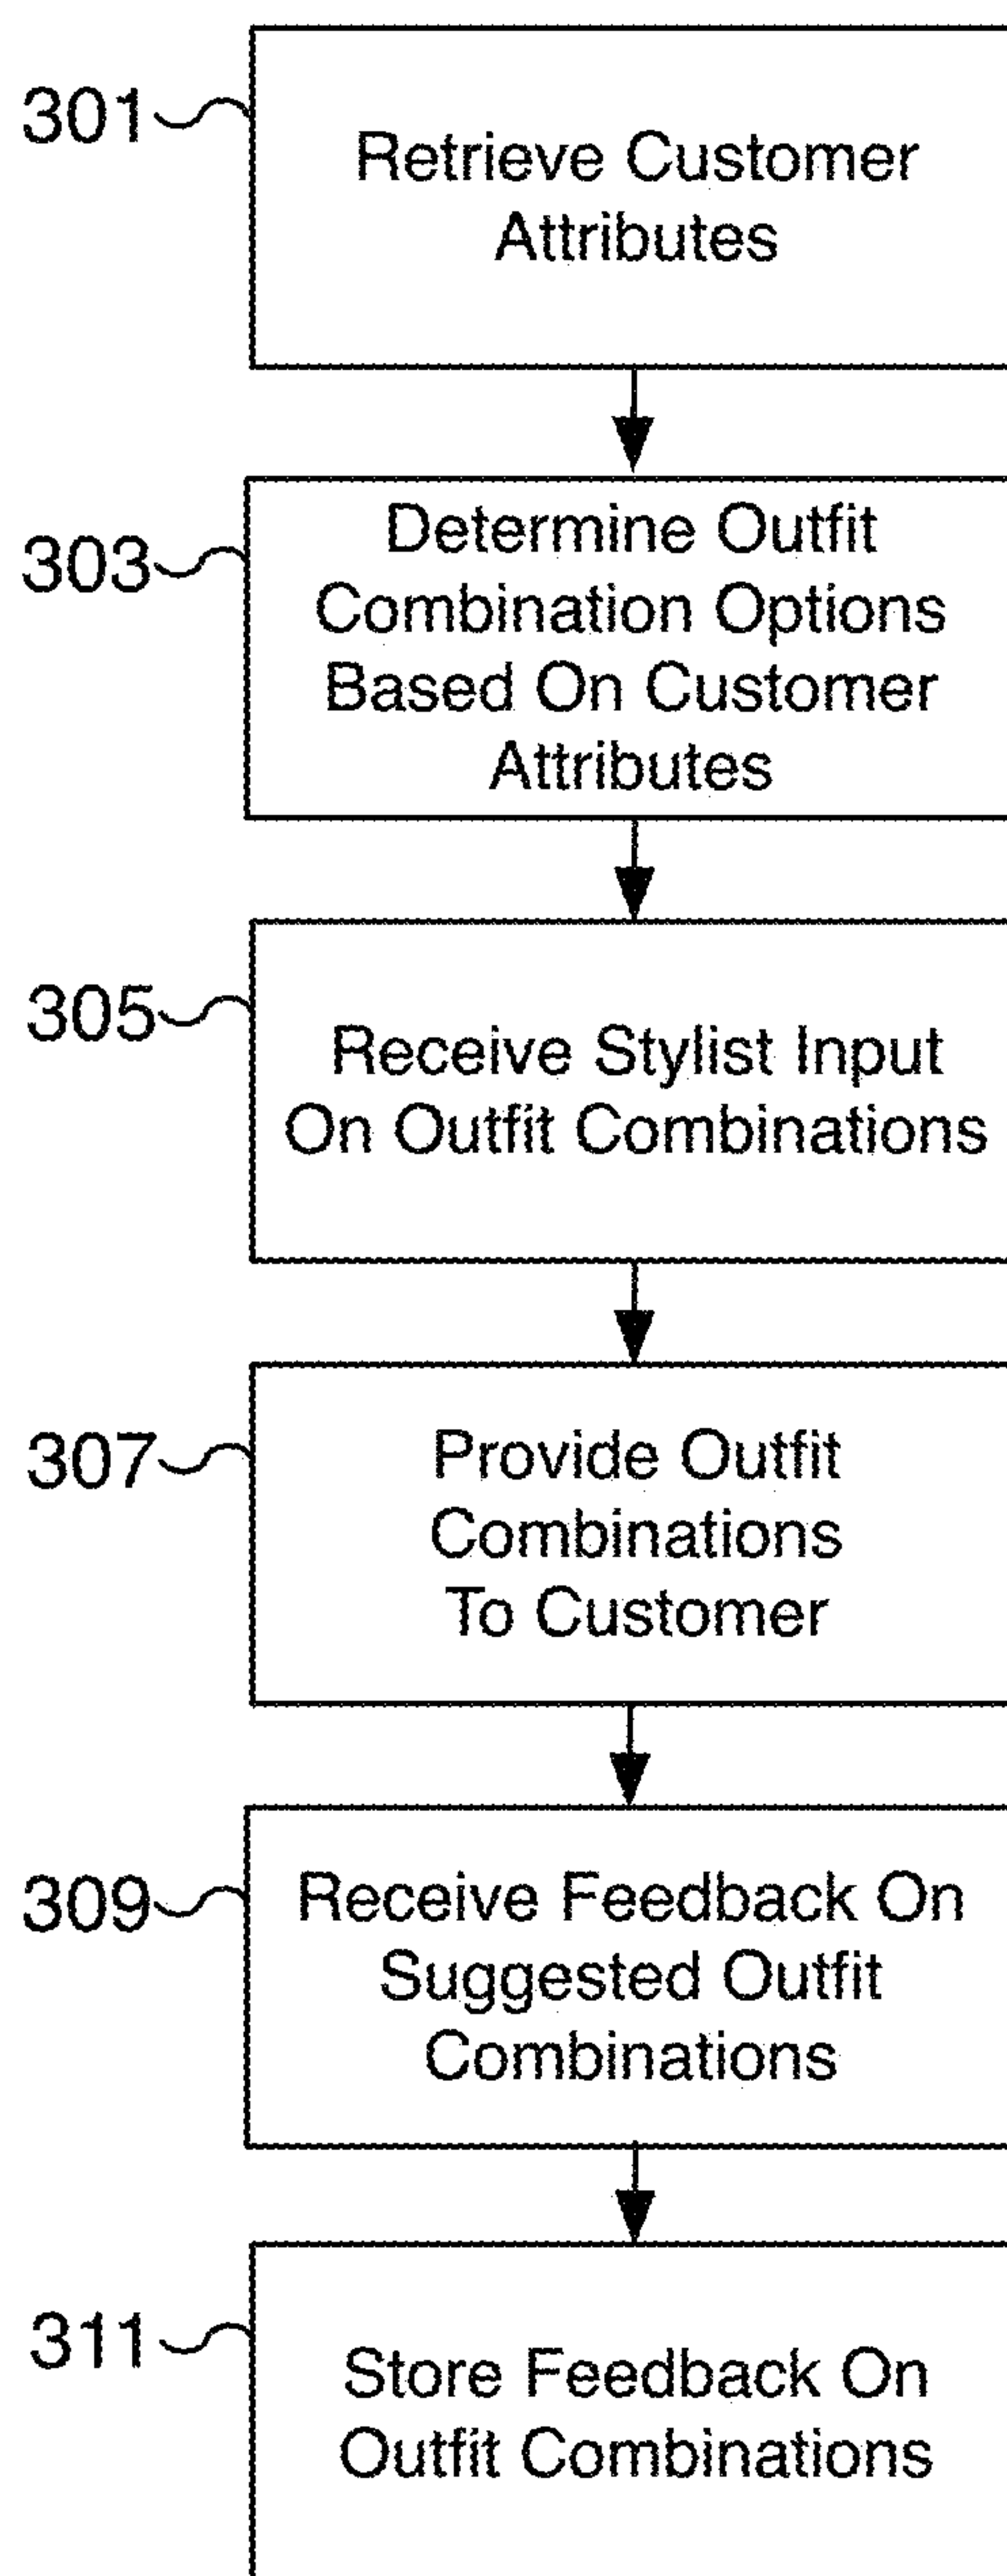 301
Retrieve Customer
Attributes
303
Determine Outfit
Combination Options
Based On Customer
Attributes
305
Receive Stylist Input
On Outfit Combinations
307
Provide Outfit
Combinations
To Customer
309
Receive Feedback On
Suggested Outfit
Combinations
311
Store Feedback On
Outfit Combinations